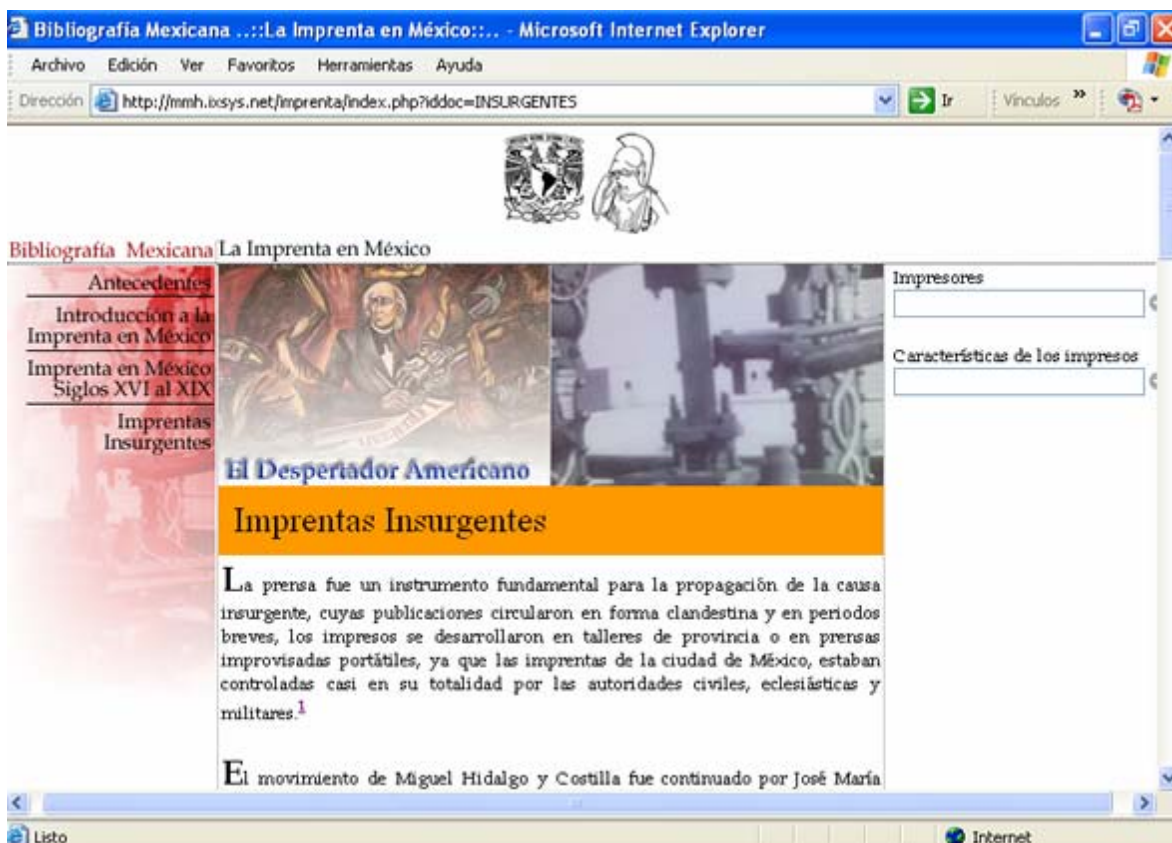 Bibliografía Mexicana ..::La Imprenta en México::.. - Microsoft Internet Explorer
Archivo Edición Ver Favoritos Herramientas Ayuda
Dirección http://mmh.ixsys.net/imprenta/index.php?iddoc=INSURGENTES Ir Vínculos »
Bibliografía Mexicana La Imprenta en México
Antecedentes
Introducción a la
Imprenta en México
Imprenta en México
Siglos XVI al XIX
Imprentas
Insurgentes
El Despertador Americano
Imprentas Insurgentes
La prensa fue un instrumento fundamental para la propagación de la causa
insurgente, cuyas publicaciones circularon en forma clandestina y en periodos
breves, los impresos se desarrollaron en talleres de provincia o en prensas
improvisadas portátiles, ya que las imprentas de la ciudad de México, estaban
controladas casi en su totalidad por las autoridades civiles, eclesiásticas y
militares.1
El movimiento de Miguel Hidalgo y Costilla fue continuado por José María
Impresores
Características de los impresos
Listo Internet